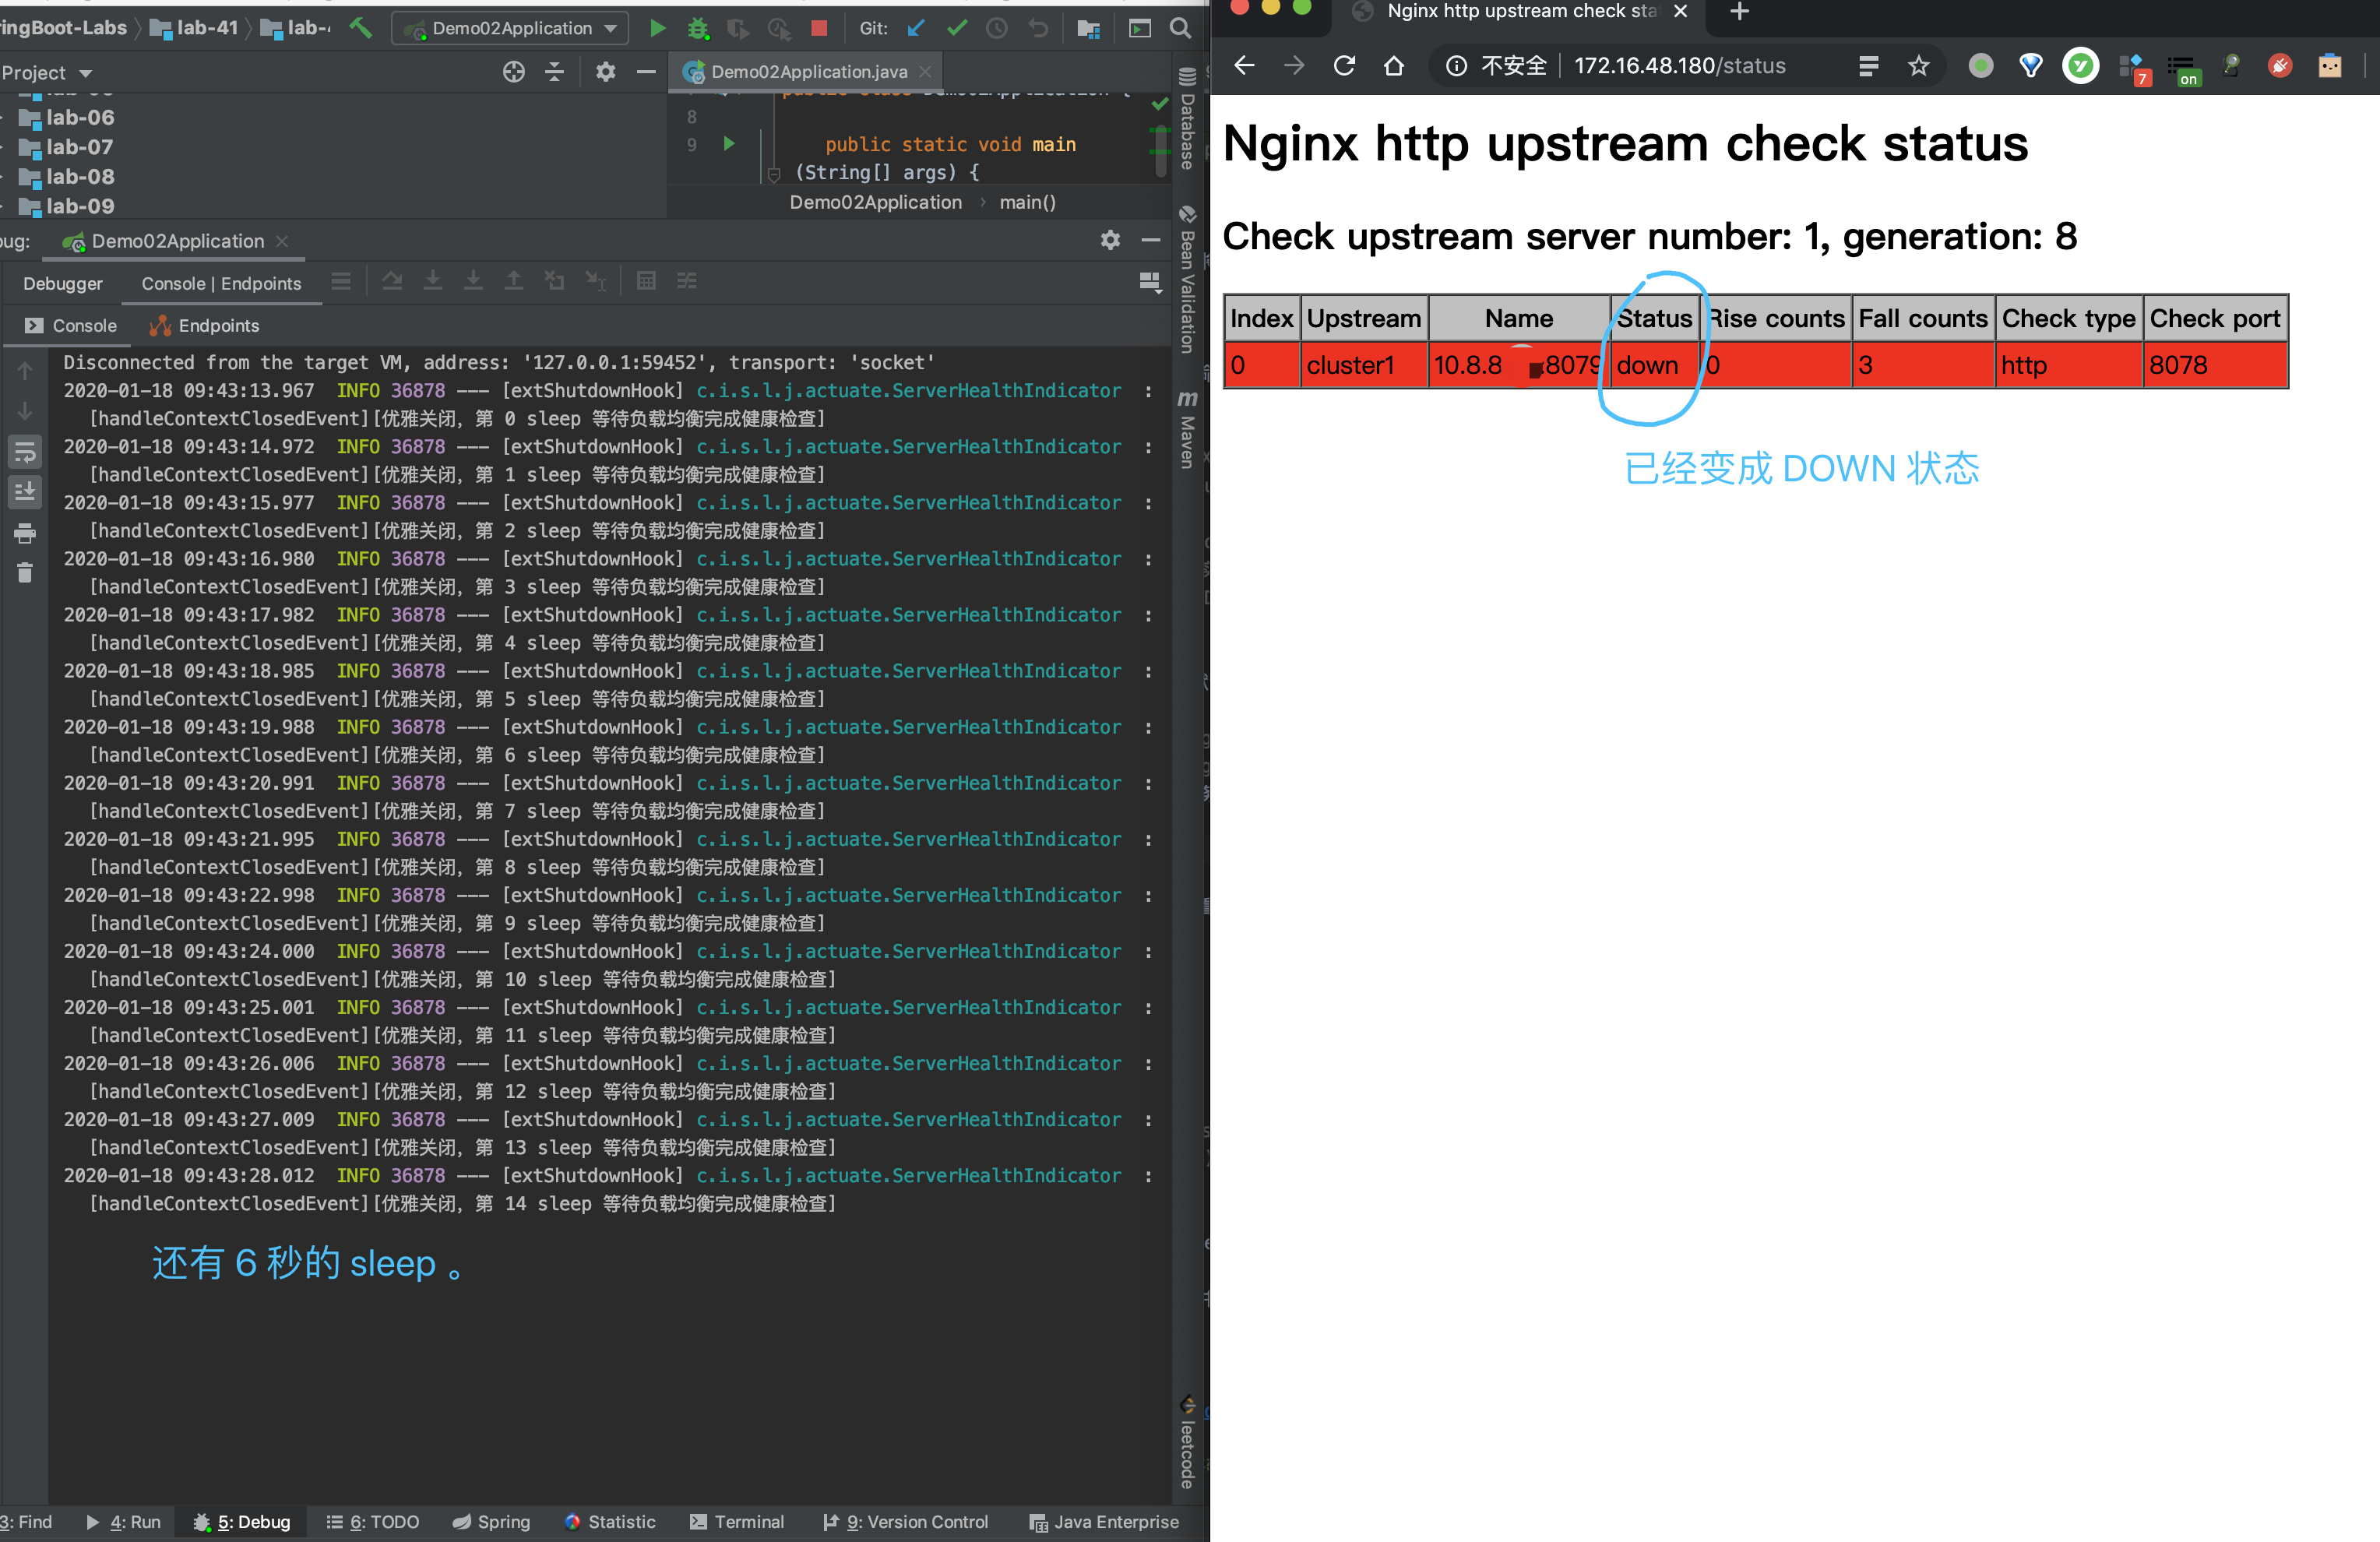 ingBoot-Labs lab-41 lab- Demo02Application Git:
Project
lab-06
lab-07
lab-08
lab-09
Demo02Application.java
8
9 public static void main
(String[] args) {
Demo02Application › main()
Database
Bean Validation
Maven
leetcode
ug: Demo02Application
Debugger Console | Endpoints
Console Endpoints
Disconnected from the target VM, address: '127.0.0.1:59452', transport: 'socket'
2020-01-18 09:43:13.967 INFO 36878 --- [extShutdownHook] c.i.s.l.j.actuate.ServerHealthIndicator :
[handleContextClosedEvent][优雅关闭，第 0 sleep 等待负载均衡完成健康检查]
2020-01-18 09:43:14.972 INFO 36878 --- [extShutdownHook] c.i.s.l.j.actuate.ServerHealthIndicator :
[handleContextClosedEvent][优雅关闭，第 1 sleep 等待负载均衡完成健康检查]
2020-01-18 09:43:15.977 INFO 36878 --- [extShutdownHook] c.i.s.l.j.actuate.ServerHealthIndicator :
[handleContextClosedEvent][优雅关闭，第 2 sleep 等待负载均衡完成健康检查]
2020-01-18 09:43:16.980 INFO 36878 --- [extShutdownHook] c.i.s.l.j.actuate.ServerHealthIndicator :
[handleContextClosedEvent][优雅关闭，第 3 sleep 等待负载均衡完成健康检查]
2020-01-18 09:43:17.982 INFO 36878 --- [extShutdownHook] c.i.s.l.j.actuate.ServerHealthIndicator :
[handleContextClosedEvent][优雅关闭，第 4 sleep 等待负载均衡完成健康检查]
2020-01-18 09:43:18.985 INFO 36878 --- [extShutdownHook] c.i.s.l.j.actuate.ServerHealthIndicator :
[handleContextClosedEvent][优雅关闭，第 5 sleep 等待负载均衡完成健康检查]
2020-01-18 09:43:19.988 INFO 36878 --- [extShutdownHook] c.i.s.l.j.actuate.ServerHealthIndicator :
[handleContextClosedEvent][优雅关闭，第 6 sleep 等待负载均衡完成健康检查]
2020-01-18 09:43:20.991 INFO 36878 --- [extShutdownHook] c.i.s.l.j.actuate.ServerHealthIndicator :
[handleContextClosedEvent][优雅关闭，第 7 sleep 等待负载均衡完成健康检查]
2020-01-18 09:43:21.995 INFO 36878 --- [extShutdownHook] c.i.s.l.j.actuate.ServerHealthIndicator :
[handleContextClosedEvent][优雅关闭，第 8 sleep 等待负载均衡完成健康检查]
2020-01-18 09:43:22.998 INFO 36878 --- [extShutdownHook] c.i.s.l.j.actuate.ServerHealthIndicator :
[handleContextClosedEvent][优雅关闭，第 9 sleep 等待负载均衡完成健康检查]
2020-01-18 09:43:24.000 INFO 36878 --- [extShutdownHook] c.i.s.l.j.actuate.ServerHealthIndicator :
[handleContextClosedEvent][优雅关闭，第 10 sleep 等待负载均衡完成健康检查]
2020-01-18 09:43:25.001 INFO 36878 --- [extShutdownHook] c.i.s.l.j.actuate.ServerHealthIndicator :
[handleContextClosedEvent][优雅关闭，第 11 sleep 等待负载均衡完成健康检查]
2020-01-18 09:43:26.006 INFO 36878 --- [extShutdownHook] c.i.s.l.j.actuate.ServerHealthIndicator :
[handleContextClosedEvent][优雅关闭，第 12 sleep 等待负载均衡完成健康检查]
2020-01-18 09:43:27.009 INFO 36878 --- [extShutdownHook] c.i.s.l.j.actuate.ServerHealthIndicator :
[handleContextClosedEvent][优雅关闭，第 13 sleep 等待负载均衡完成健康检查]
2020-01-18 09:43:28.012 INFO 36878 --- [extShutdownHook] c.i.s.l.j.actuate.ServerHealthIndicator :
[handleContextClosedEvent][优雅关闭，第 14 sleep 等待负载均衡完成健康检查]
还有 6 秒的 sleep 。
3: Find 4: Run 5: Debug 6: TODO Spring Statistic Terminal 9: Version Control Java Enterprise
Nginx http upstream check sta
不安全 | 172.16.48.180/status 7 on
Nginx http upstream check status
Check upstream server number: 1, generation: 8
Index Upstream Name Status Rise counts Fall counts Check type Check port
0 cluster1 10.8.8 :8079 down 0 3 http 8078
已经变成 DOWN 状态